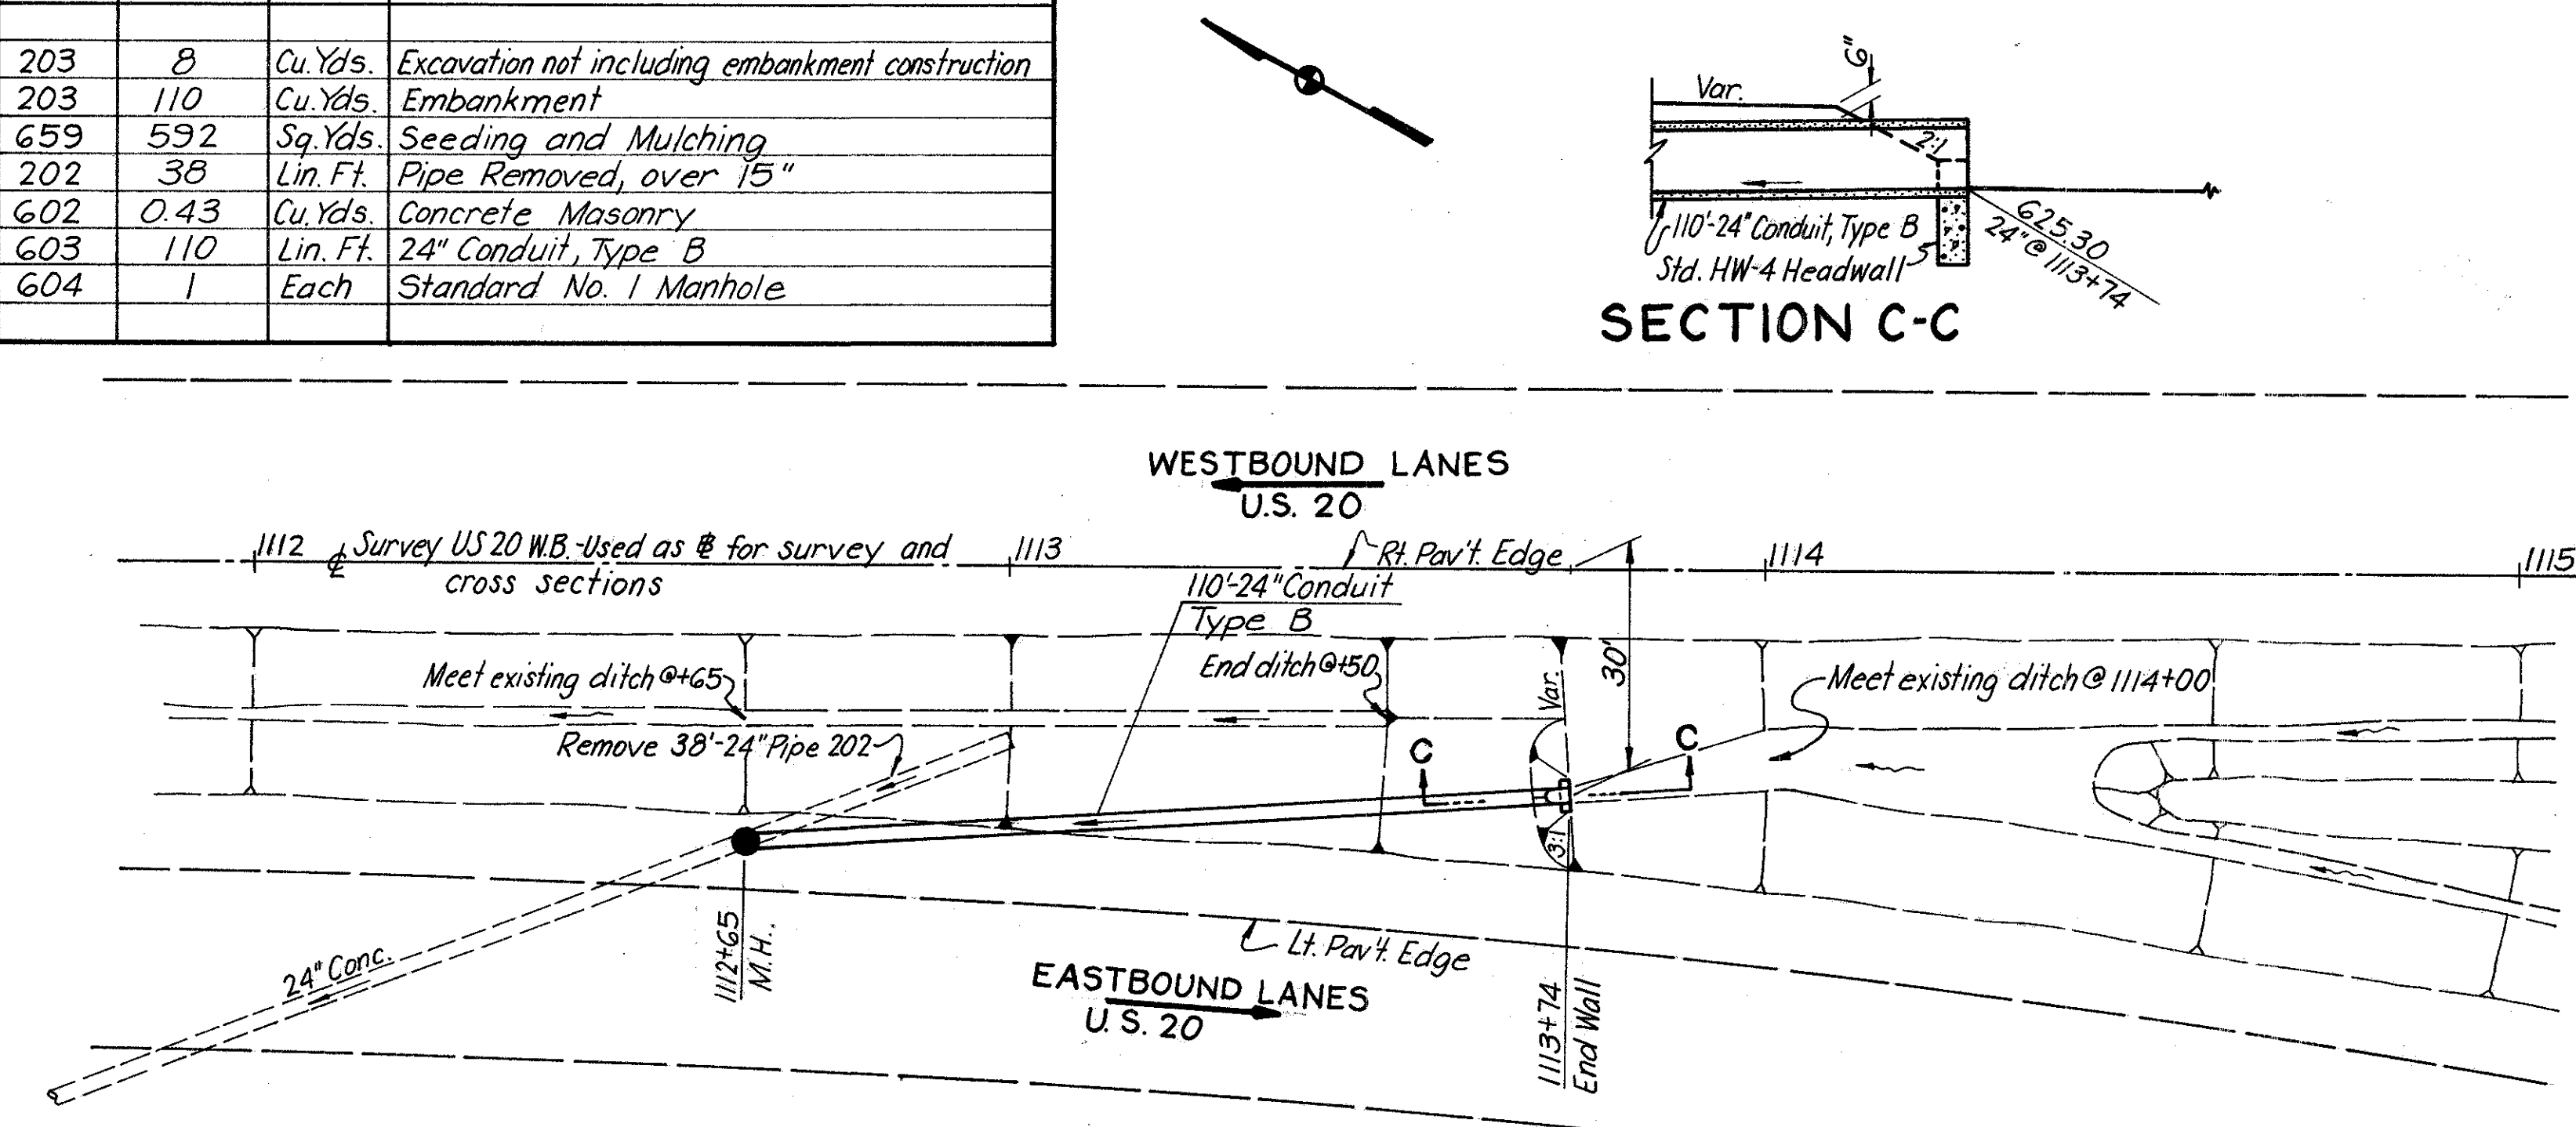 203 8 Cu.Yds. Excavation not including embankment construction
203 110 Cu.Yds. Embankment
659 592 Sq.Yds. Seeding and Mulching
202 38 Lin. Ft. Pipe Removed, over 15"
602 0.43 Cu.Yds. Concrete Masonry
603 110 Lin. Ft. 24" Conduit, Type B
604 1 Each Standard No. 1 Manhole
6"
Var.
2:1
110'-24" Conduit, Type B
Std. HW-4 Headwall
625.30
24" @ 1113+74
SECTION C-C
WESTBOUND LANES
U.S. 20
1112 ℄ Survey US 20 W.B.-Used as ⅊ for survey and
cross sections
1113
Rt. Pav't. Edge
1114
1115
110'-24" Conduit
Type B
Meet existing ditch @+65
End ditch @+50
Var.
30'
Meet existing ditch @ 1114+00
Remove 38'-24" Pipe 202
C
C
3:1
24" Conc.
1112+65
M.H.
Lt. Pav't. Edge
EASTBOUND LANES
U.S. 20
1113+74
End Wall